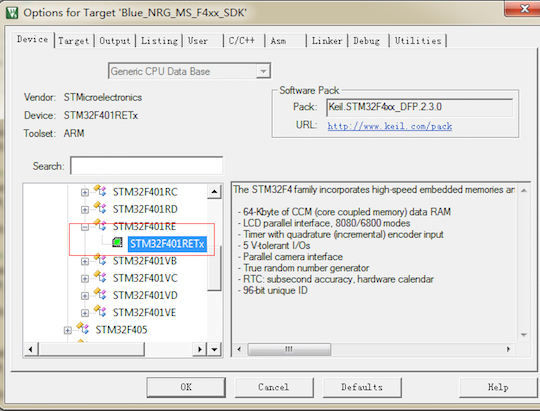 Options for Target 'Blue_NRG_MS_F4xx_SDK'
Device Target Output Listing User C/C++ Asm Linker Debug Utilities
Generic CPU Data Base
Software Pack
Vendor: STMicroelectronics
Pack: Keil.STM32F4xx_DFP.2.3.0
Device: STM32F401RETx
URL: http://www.keil.com/pack
Toolset: ARM
Search:
STM32F401RC
STM32F401RD
STM32F401RE
STM32F401RETx
STM32F401VB
STM32F401VC
STM32F401VD
STM32F401VE
STM32F405
The STM32F4 family incorporates high-speed embedded memories an
- 64-Kbyte of CCM (core coupled memory) data RAM
- LCD parallel interface, 8080/6800 modes
- Timer with quadrature (incremental) encoder input
- 5 V-tolerant I/Os
- Parallel camera interface
- True random number generator
- RTC: subsecond accuracy, hardware calendar
- 96-bit unique ID
OK Cancel Defaults Help